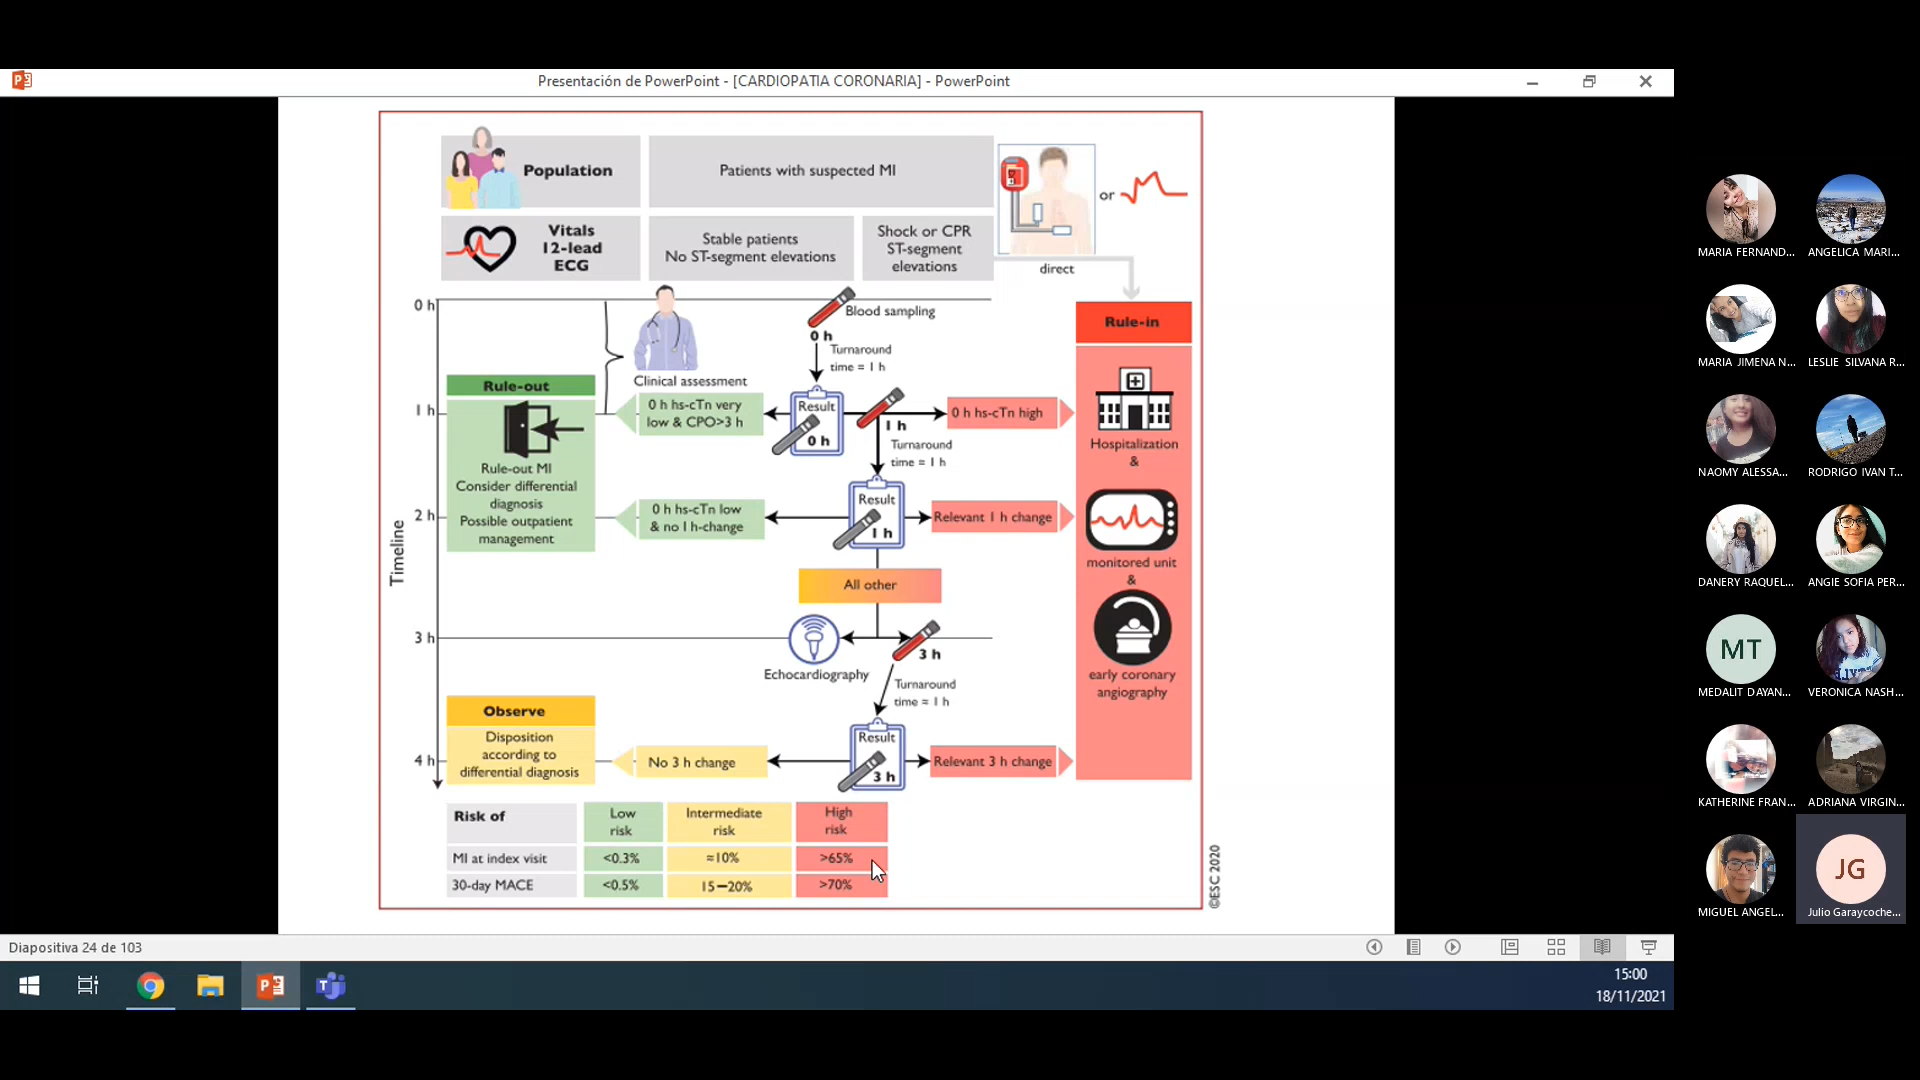 Presentación de PowerPoint - [CARDIOPATIA CORONARIA] - PowerPoint
Population
Patients with suspected MI
or
Vitals
12-lead
ECG
Stable patients
No ST-segment elevations
Shock or CPR
ST-segment
elevations
direct
0 h
Blood sampling
0 h
Turnaround
time = 1 h
Clinical assessment
Rule-in
Rule-out
1 h
0 h hs-cTn very
low & CPO>3 h
Result
0 h
1 h
0 h hs-cTn high
Turnaround
time = 1 h
Hospitalization
&
Rule-out MI
Consider differential
diagnosis
Possible outpatient
management
2 h
0 h hs-cTn low
& no 1h-change
Result
1 h
Relevant 1 h change
monitored unit
&
Timeline
All other
3 h
Echocardiography
3 h
early coronary
angiography
Turnaround
time = 1 h
Observe
Disposition
according to
differential diagnosis
4 h
No 3 h change
Result
3 h
Relevant 3 h change
Risk of
Low
risk
Intermediate
risk
High
risk
MI at index visit
<0.3%
≈10%
>65%
30-day MACE
<0.5%
15–20%
>70%
©ESC 2020
MARIA FERNAND...
ANGELICA MARI...
MARIA JIMENA N...
LESLIE SILVANA R...
NAOMY ALESSA...
RODRIGO IVAN T...
DANERY RAQUEL...
ANGIE SOFIA PER...
MT
MEDALIT DAYAN...
VERONICA NASH...
KATHERINE FRAN...
ADRIANA VIRGIN...
MIGUEL ANGEL...
JG
Julio Garaycoche...
Diapositiva 24 de 103
15:00
18/11/2021